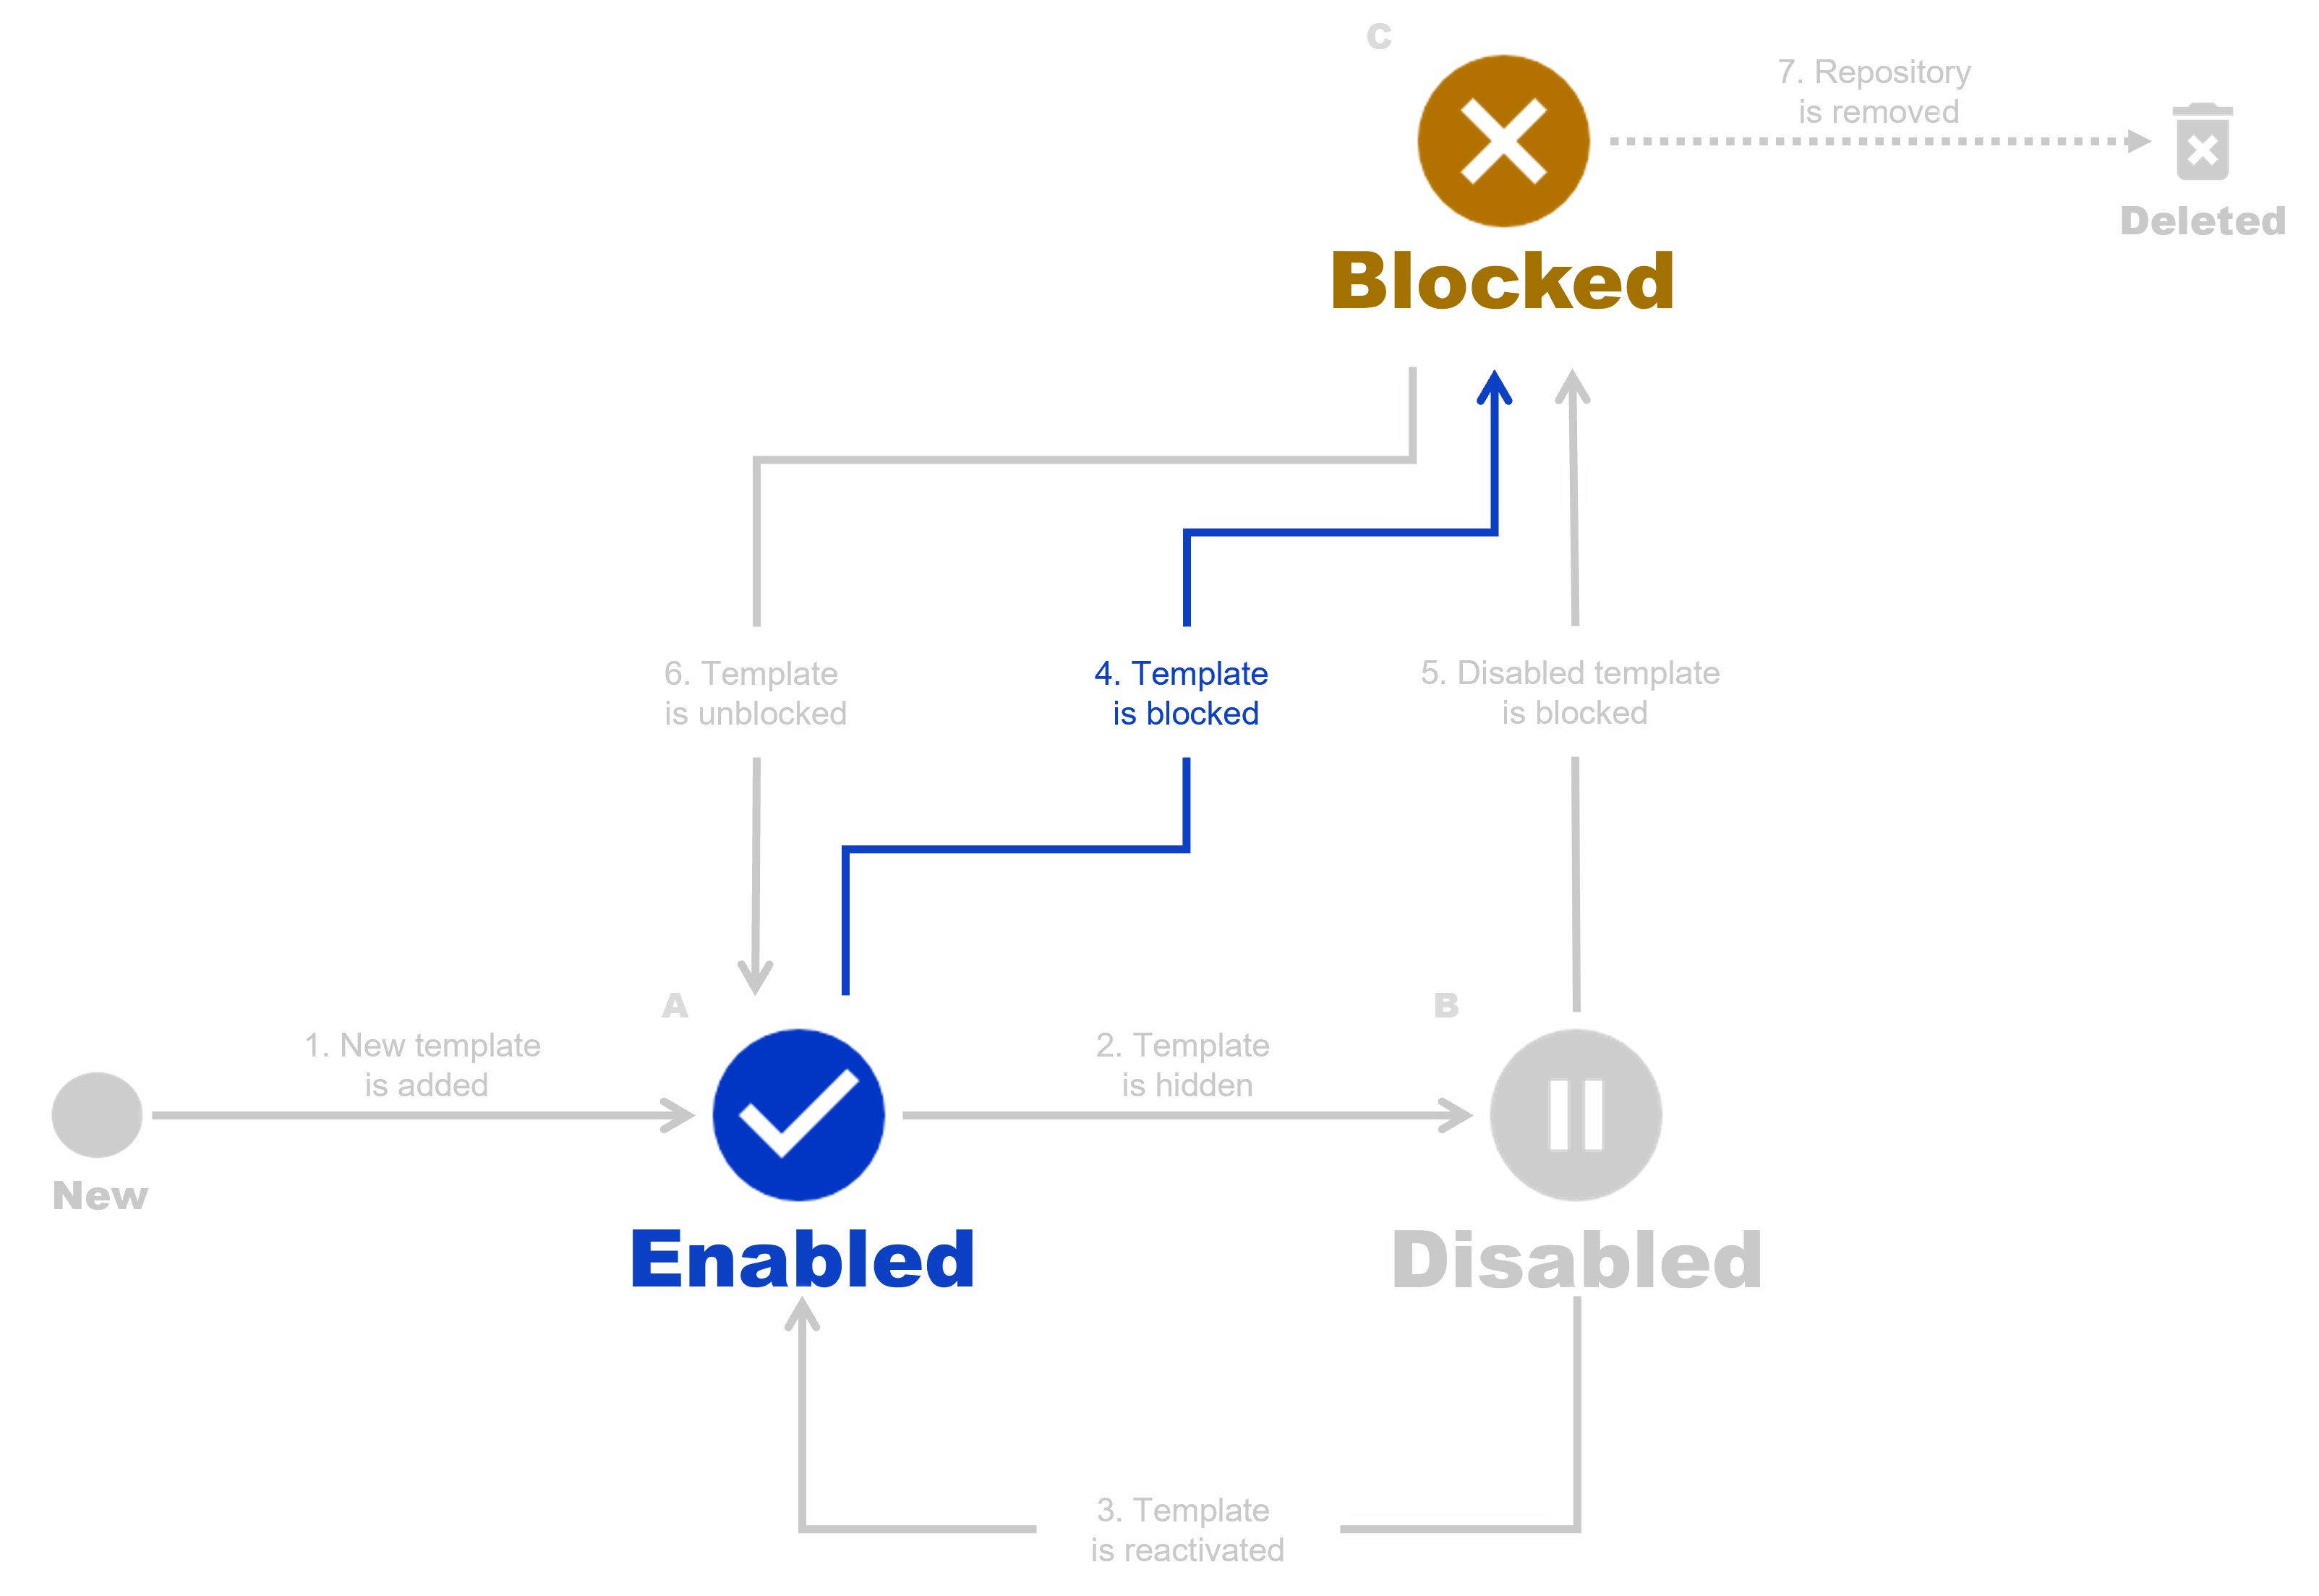 C
7. Repository
is removed
Deleted
Blocked
6. Template
is unblocked
4. Template
is blocked
5. Disabled template
is blocked
A
B
1. New template
is added
2. Template
is hidden
New
Enabled
Disabled
3. Template
is reactivated